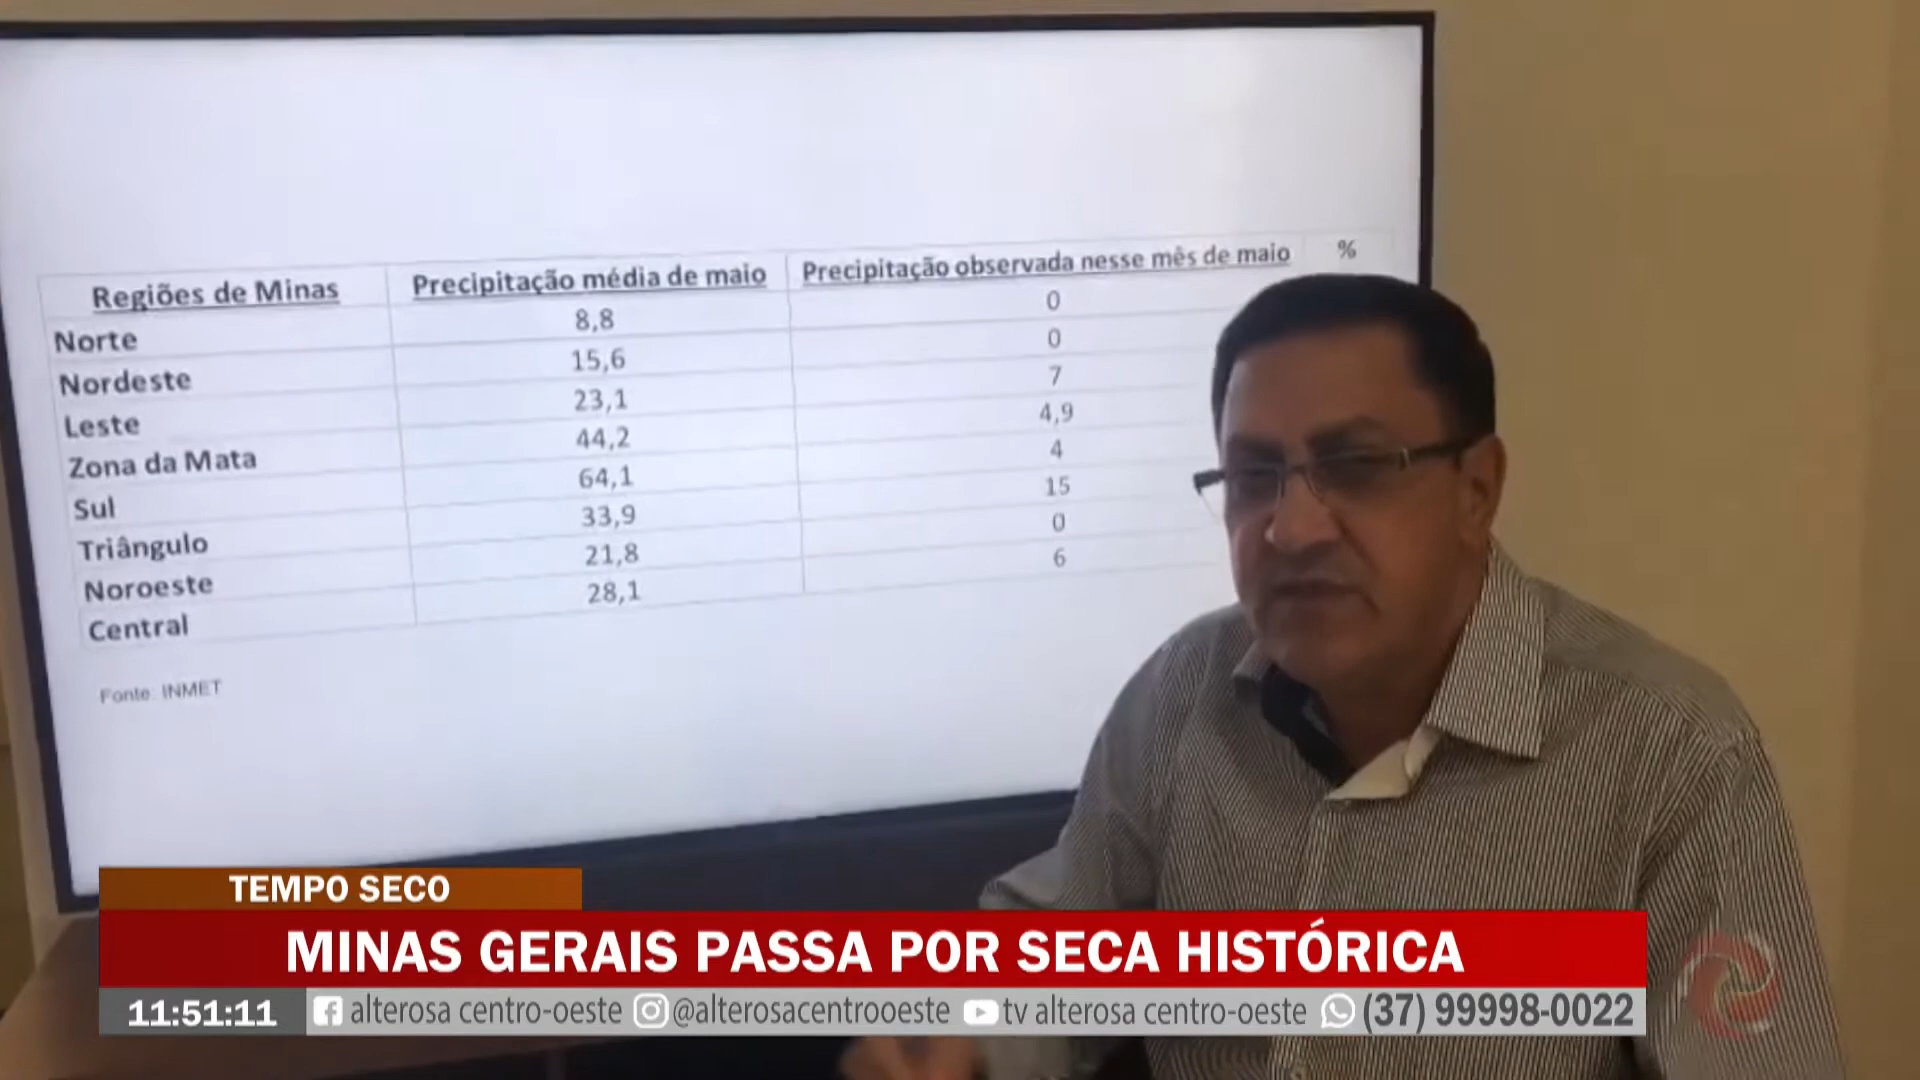 Regiões de Minas Precipitação média de maio Precipitação observada nesse mês de maio %
Norte 8,8 0
Nordeste 15,6 0
Leste 23,1 7
Zona da Mata 44,2 4,9
Sul 64,1 4
Triângulo 33,9 15
Noroeste 21,8 0
Central 28,1 6
Fonte: INMET
TEMPO SECO
MINAS GERAIS PASSA POR SECA HISTÓRICA
11:51:11 alterosa centro-oeste @alterosacentrooeste tv alterosa centro-oeste (37) 99998-0022